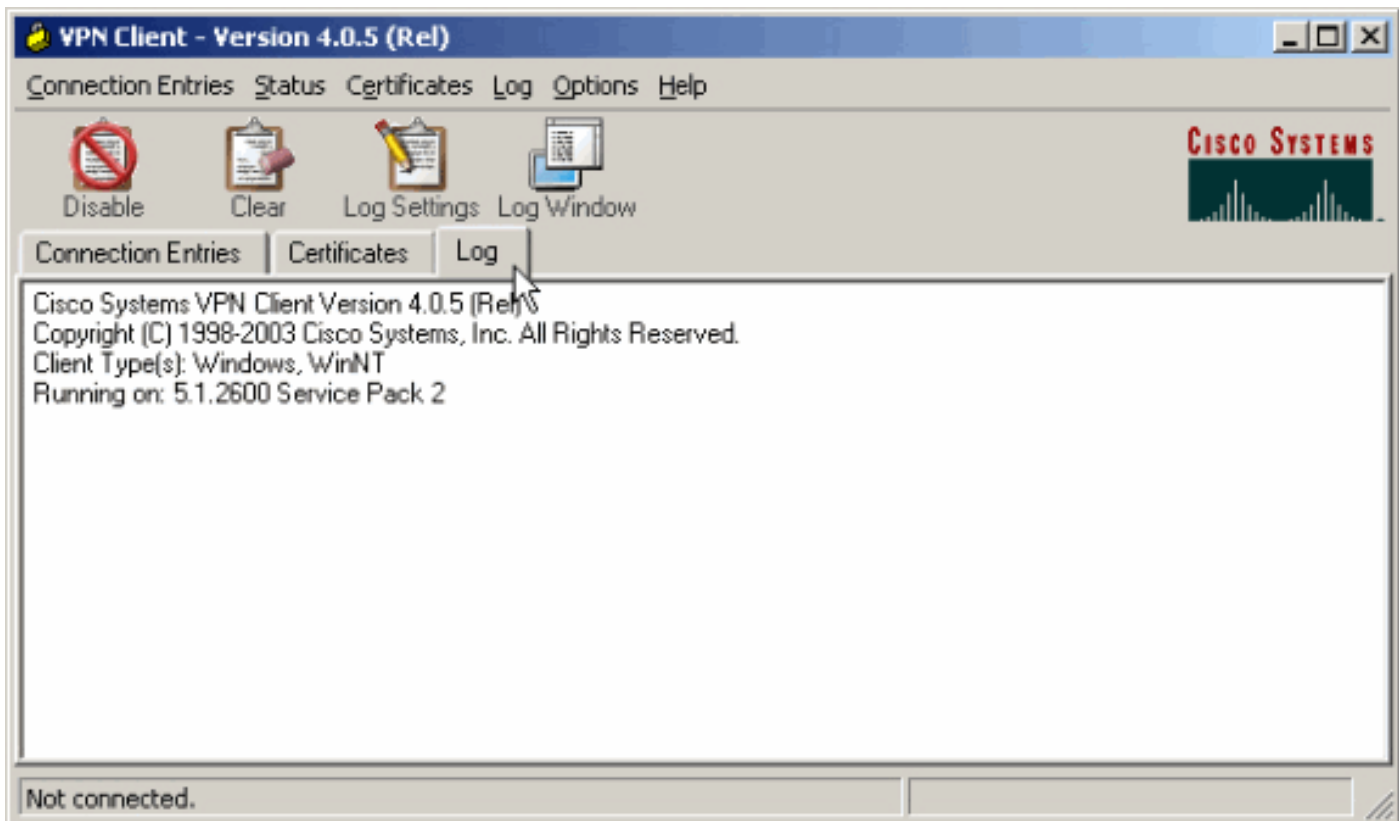 VPN Client - Version 4.0.5 (Rel)
Connection Entries Status Certificates Log Options Help
Disable Clear Log Settings Log Window
CISCO SYSTEMS
Connection Entries Certificates Log
Cisco Systems VPN Client Version 4.0.5 (Rel)
Copyright (C) 1998-2003 Cisco Systems, Inc. All Rights Reserved.
Client Type(s): Windows, WinNT
Running on: 5.1.2600 Service Pack 2
Not connected.